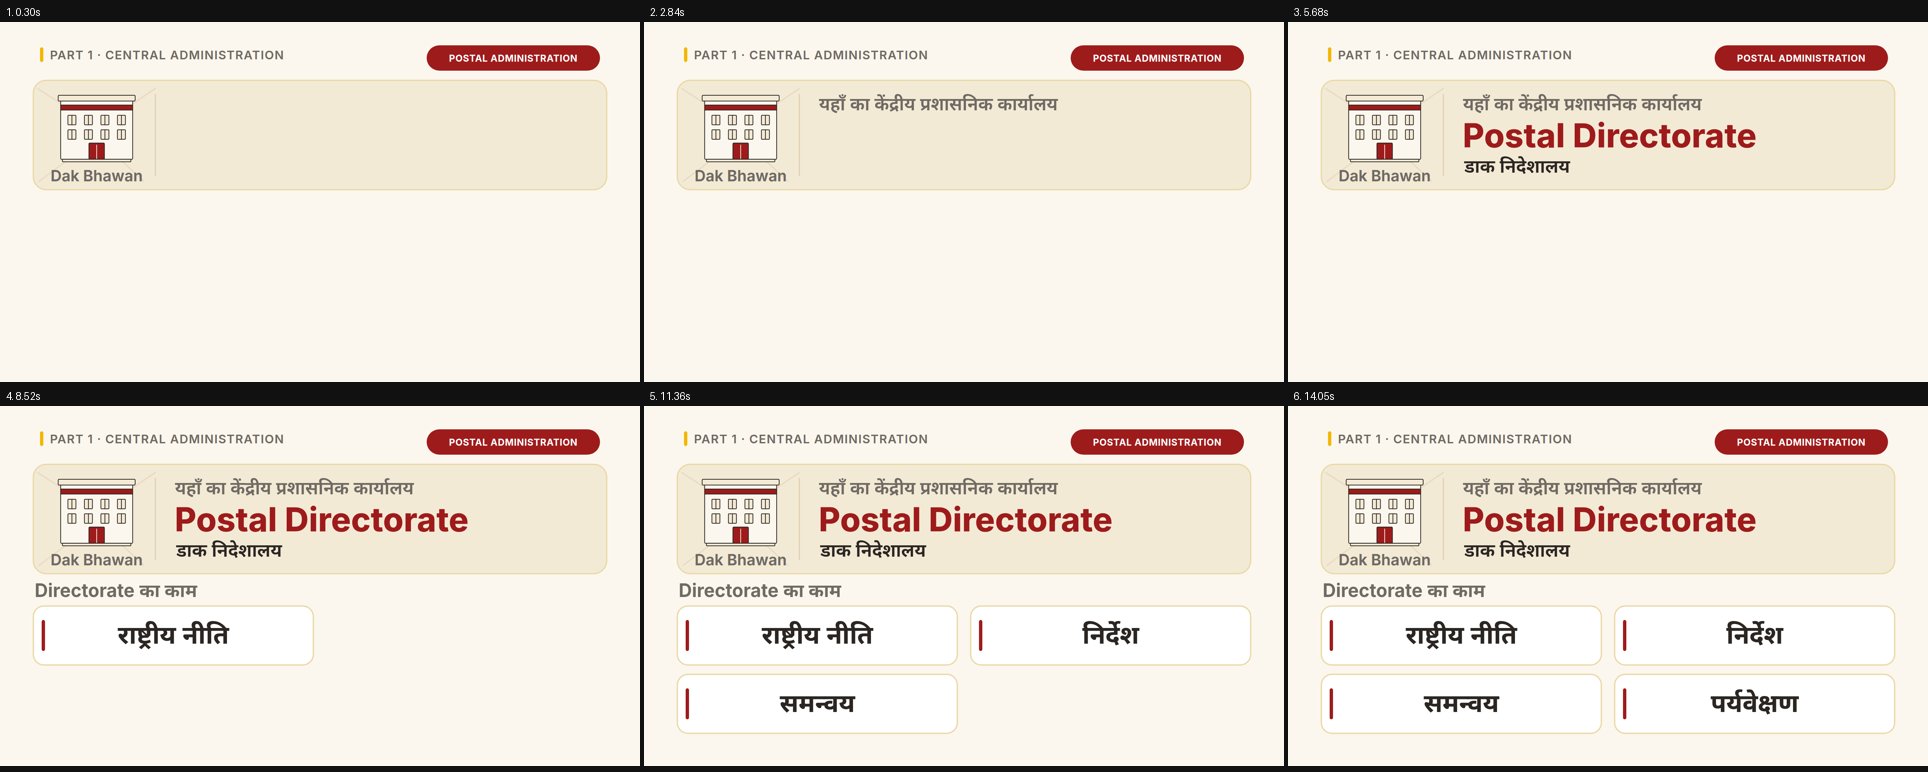 1. 0.30s
PART 1 · CENTRAL ADMINISTRATION
POSTAL ADMINISTRATION
Dak Bhawan
2. 2.84s
PART 1 · CENTRAL ADMINISTRATION
POSTAL ADMINISTRATION
यहाँ का केंद्रीय प्रशासनिक कार्यालय
Dak Bhawan
3. 5.68s
PART 1 · CENTRAL ADMINISTRATION
POSTAL ADMINISTRATION
यहाँ का केंद्रीय प्रशासनिक कार्यालय
Postal Directorate
डाक निदेशालय
Dak Bhawan
4. 8.52s
PART 1 · CENTRAL ADMINISTRATION
POSTAL ADMINISTRATION
यहाँ का केंद्रीय प्रशासनिक कार्यालय
Postal Directorate
डाक निदेशालय
Dak Bhawan
Directorate का काम
राष्ट्रीय नीति
5. 11.36s
PART 1 · CENTRAL ADMINISTRATION
POSTAL ADMINISTRATION
यहाँ का केंद्रीय प्रशासनिक कार्यालय
Postal Directorate
डाक निदेशालय
Dak Bhawan
Directorate का काम
राष्ट्रीय नीति
निर्देश
समन्वय
6. 14.05s
PART 1 · CENTRAL ADMINISTRATION
POSTAL ADMINISTRATION
यहाँ का केंद्रीय प्रशासनिक कार्यालय
Postal Directorate
डाक निदेशालय
Dak Bhawan
Directorate का काम
राष्ट्रीय नीति
निर्देश
समन्वय
पर्यवेक्षण